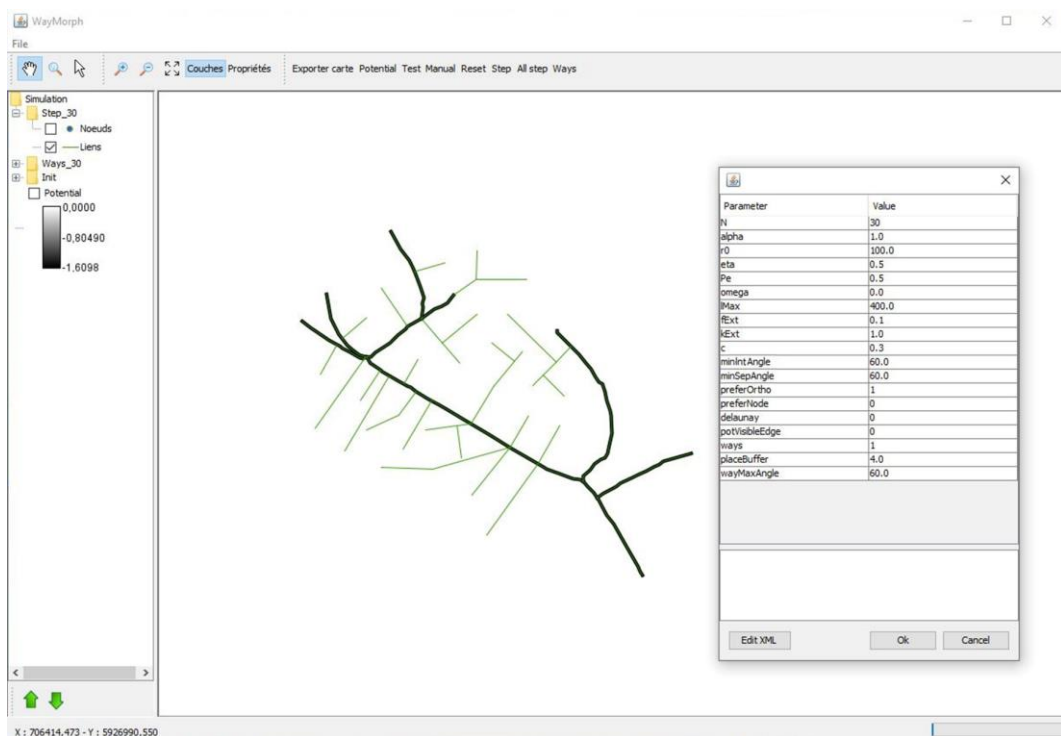 WayMorph
File
Couches Propriétés Exporter carte Potential Test Manual Reset Step All step Ways
Simulation
Step_30
Noeuds
Liens
Ways_30
Init
Potential
0,0000
-0,80490
-1,6098
Parameter Value
N 30
alpha 1.0
r0 100.0
eta 0.5
Pe 0.5
omega 0.0
lMax 400.0
fExt 0.1
kExt 1.0
c 0.3
minIntAngle 60.0
minSepAngle 60.0
preferOrtho 1
preferNode 0
delaunay 0
potVisibleEdge 0
ways 1
placeBuffer 4.0
wayMaxAngle 60.0
Edit XML Ok Cancel
X : 706414,473 - Y : 5926990,550